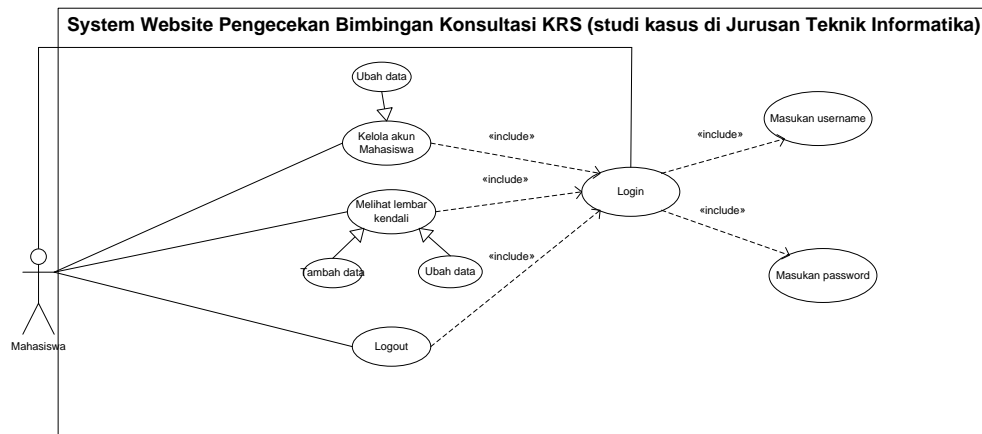 System Website Pengecekan Bimbingan Konsultasi KRS (studi kasus di Jurusan Teknik Informatika)
Ubah data
Kelola akun
Mahasiswa
«include»
«include»
Masukan username
«include»
Login
Melihat lembar
kendali
Tambah data
Ubah data
«include»
«include»
Masukan password
Logout
Mahasiswa